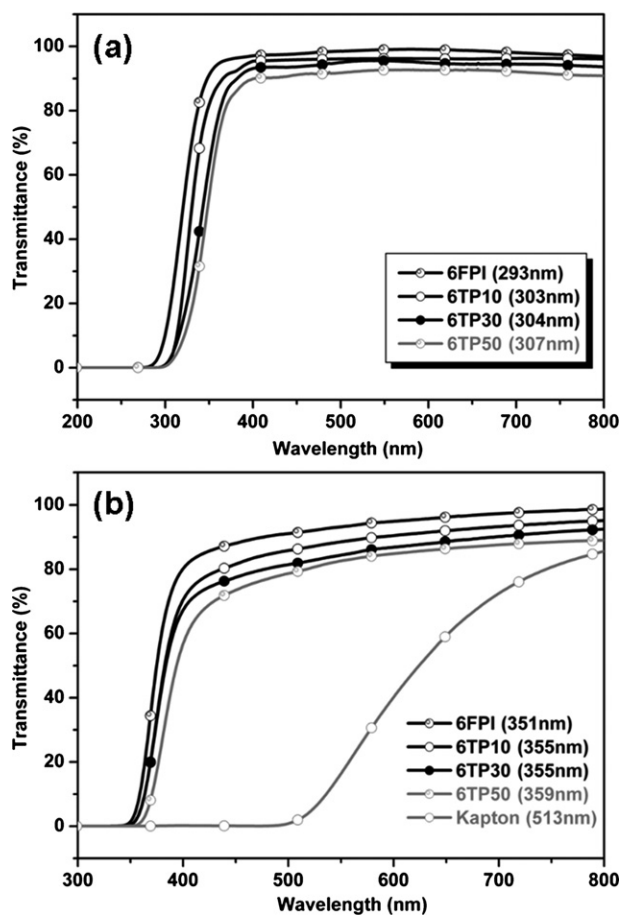 (a)
Transmittance (%)
100
80
60
40
20
0
6FPI (293nm)
6TP10 (303nm)
6TP30 (304nm)
6TP50 (307nm)
200 300 400 500 600 700 800
Wavelength (nm)
(b)
Transmittance (%)
100
80
60
40
20
0
6FPI (351nm)
6TP10 (355nm)
6TP30 (355nm)
6TP50 (359nm)
Kapton (513nm)
300 400 500 600 700 800
Wavelength (nm)